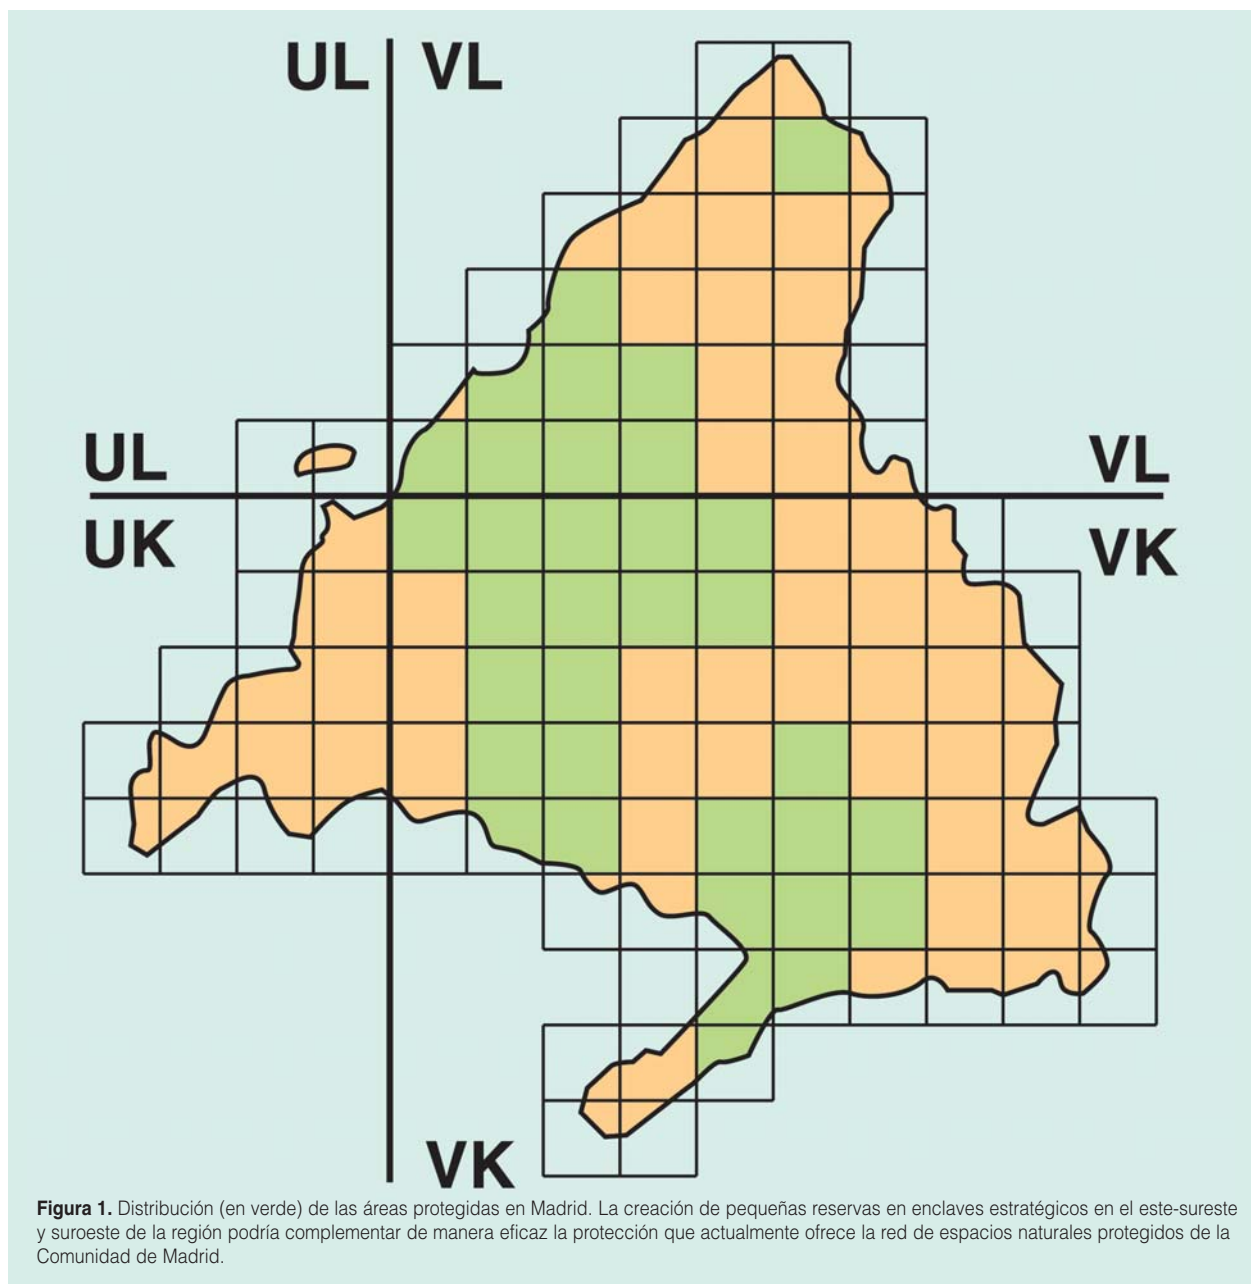 UL VL
UL VL
UK VK
VK
Figura 1. Distribución (en verde) de las áreas protegidas en Madrid. La creación de pequeñas reservas en enclaves estratégicos en el este-sureste
y suroeste de la región podría complementar de manera eficaz la protección que actualmente ofrece la red de espacios naturales protegidos de la
Comunidad de Madrid.